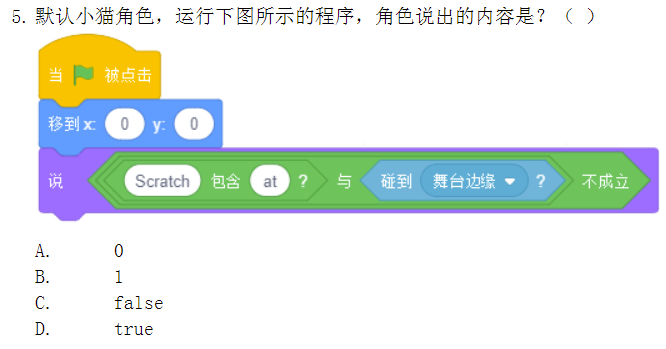 5. 默认小猫角色，运行下图所示的程序，角色说出的内容是？（ ）
当 被点击
移到x: 0 y: 0
说 Scratch 包含 at ? 与 碰到 舞台边缘 ? 不成立
A. 0
B. 1
C. false
D. true